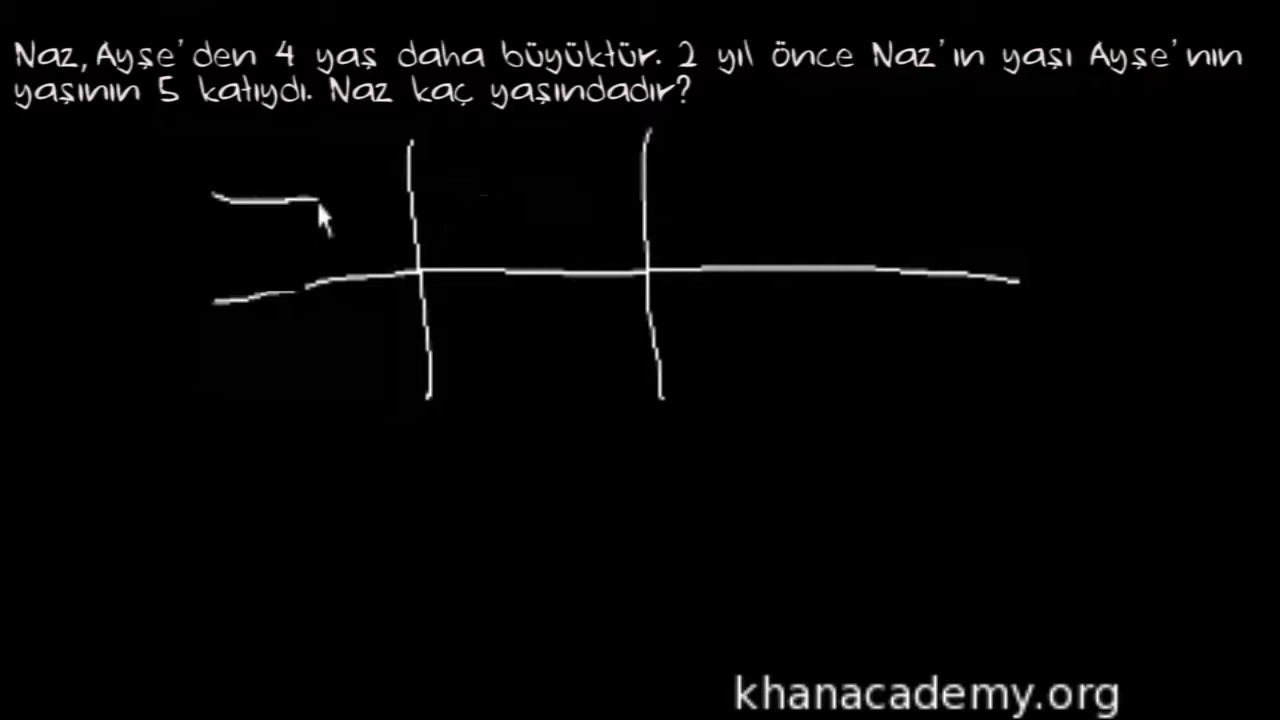 Naz, Ayşe'den 4 yaş daha büyüktür. 2 yıl önce Naz'ın yaşı Ayşe'nın
yaşının 5 katıydı. Naz kaç yaşındadır?
khanacademy.org